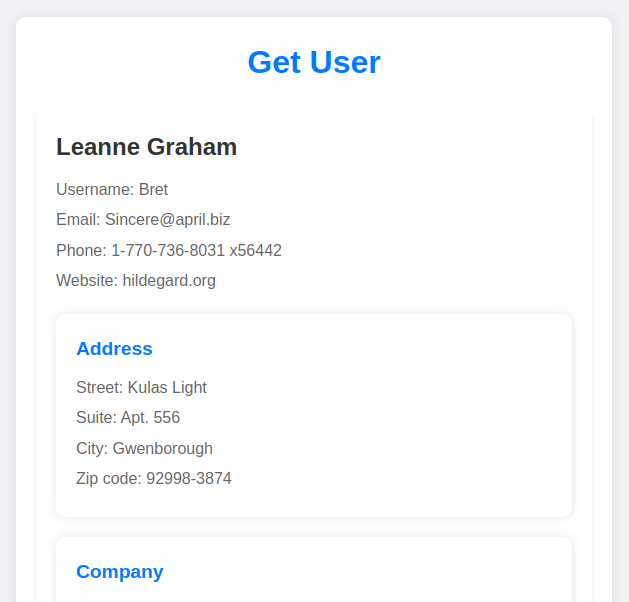 Get User
Leanne Graham
Username: Bret
Email: Sincere@april.biz
Phone: 1-770-736-8031 x56442
Website: hildegard.org
Address
Street: Kulas Light
Suite: Apt. 556
City: Gwenborough
Zip code: 92998-3874
Company